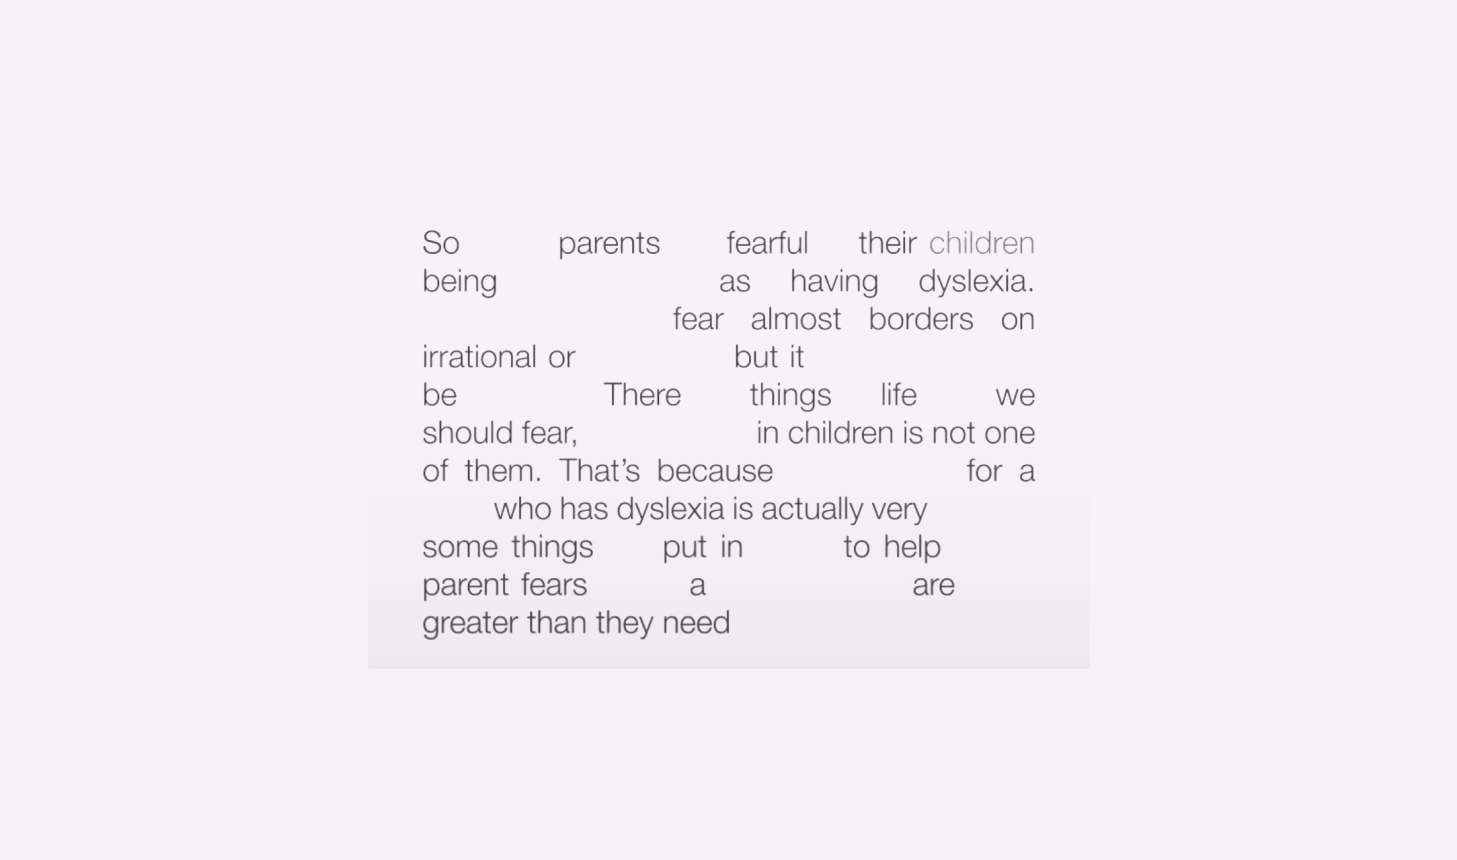 So parents fearful their children
being as having dyslexia.
fear almost borders on
irrational or but it
be There things life we
should fear, in children is not one
of them. That’s because for a
who has dyslexia is actually very
some things put in to help
parent fears a are
greater than they need